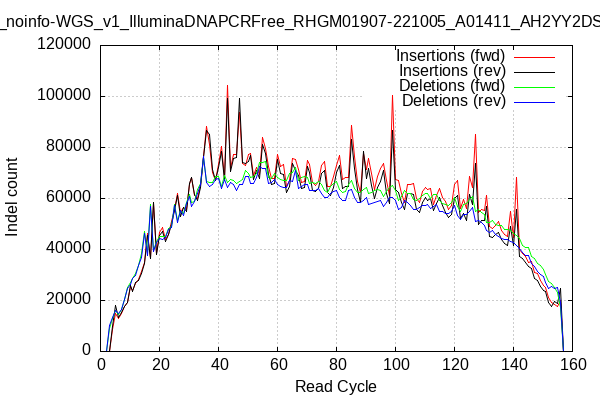 _noinfo-WGS_v1_IlluminaDNAPCRFree_RHGM01907-221005_A01411_AH2YY2DS
Insertions (fwd)
Insertions (rev)
Deletions (fwd)
Deletions (rev)
Indel count
120000
100000
80000
60000
40000
20000
0
0 20 40 60 80 100 120 140 160
Read Cycle